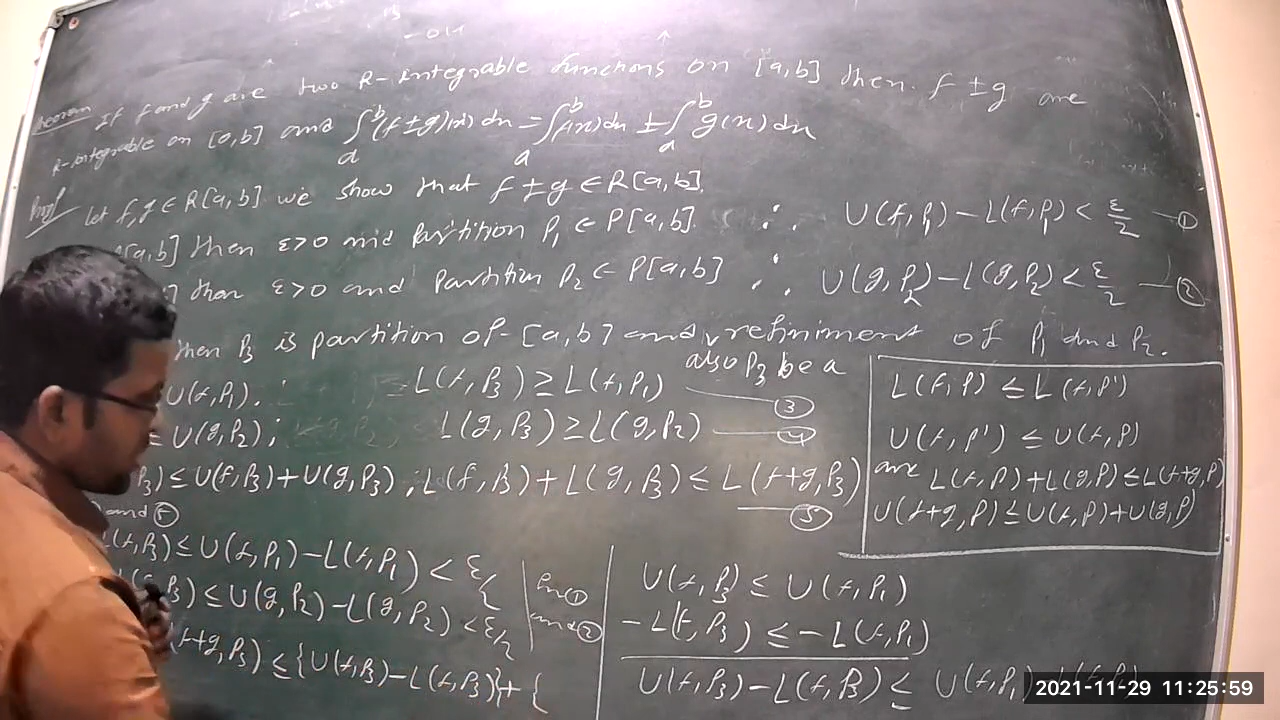 Theorem If f and g are two R-integrable functions on [a,b] then f ± g are
R-integrable on [a,b] and ∫_a^b (f±g)(x) dx = ∫_a^b f(x) dx ± ∫_a^b g(x) dx
Proof Let f,g ∈ R[a,b] we show that f ± g ∈ R[a,b].
[a,b] then ε>0 and Partition P₁ ∈ P[a,b]. ∴ U(f,P₁) – L(f,P₁) < ε/2 — ①
] then ε>0 and Partition P₂ ∈ P[a,b] ∴ U(g,P₂) – L(g,P₂) < ε/2 — ②
then P₃ is partition of [a,b] and refiniment of P₁ and P₂.
also P₃ be a
U(f,P₁). L(f,P₃) ≥ L(f,P₁) — ③
≤ U(g,P₂); L(g,P₃) ≥ L(g,P₂) — ④
P₃) ≤ U(f,P₃) + U(g,P₃) ; L(f,P₃) + L(g,P₃) ≤ L(f+g,P₃) — ⑤
L(f,P) ≤ L(f,P')
U(f,P') ≤ U(f,P)
are L(f,P) + L(g,P) ≤ L(f+g,P)
U(f+g,P) ≤ U(f,P) + U(g,P)
and ⑤
L(f,P₃) ≤ U(f,P₁) – L(f,P₁) < ε/2
P₃) ≤ U(g,P₂) – L(g,P₂) < ε/2
①
and ②
(f+g,P₃) ≤ {U(f,P₃) – L(f,P₃)} + {
U(f,P₃) ≤ U(f,P₁)
– L(f,P₃) ≤ – L(f,P₁)
U(f,P₃) – L(f,P₃) ≤ U(f,P₁)
2021-11-29 11:25:59